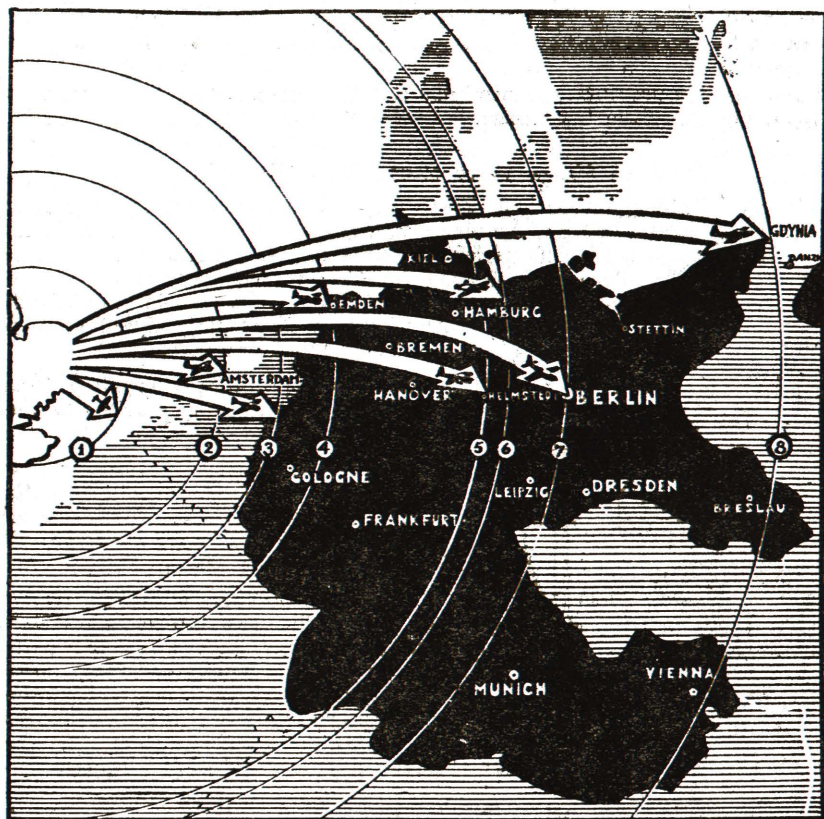 GDYNIA
KIEL
EMDEN
HAMBURG
STETTIN
BREMEN
AMSTERDAM
HANOVER
HELMSTEDT
BERLIN
1
2
3
4
5
6
7
8
COLOGNE
LEIPZIG
DRESDEN
BRESLAU
FRANKFURT
MUNICH
VIENNA